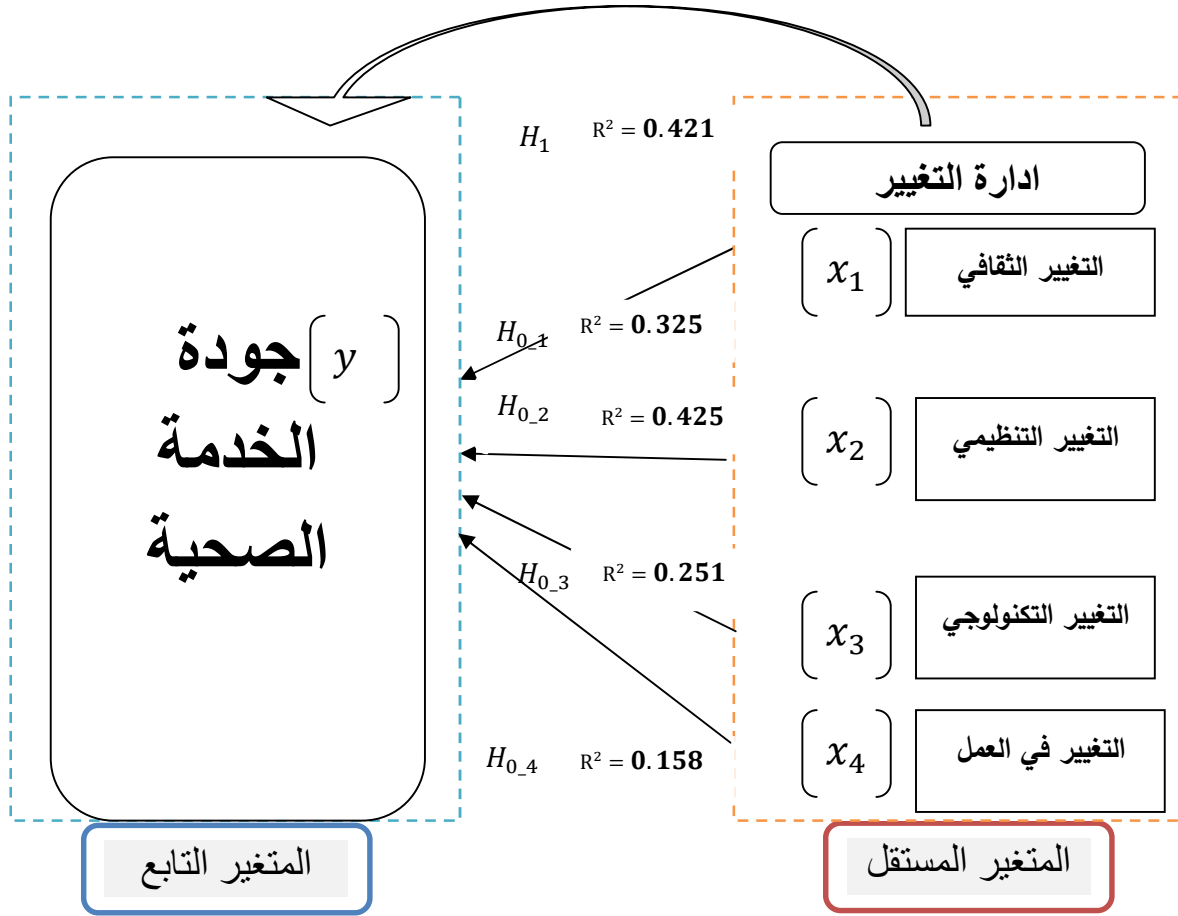 H₁ R² = 0.421
ادارة التغيير
التغيير الثقافي
x₁
H₀_₁ R² = 0.325
التغيير التنظيمي
x₂
H₀_₂ R² = 0.425
التغيير التكنولوجي
x₃
H₀_₃ R² = 0.251
التغيير في العمل
x₄
H₀_₄ R² = 0.158
المتغير المستقل
جودة y
الخدمة
الصحية
المتغير التابع